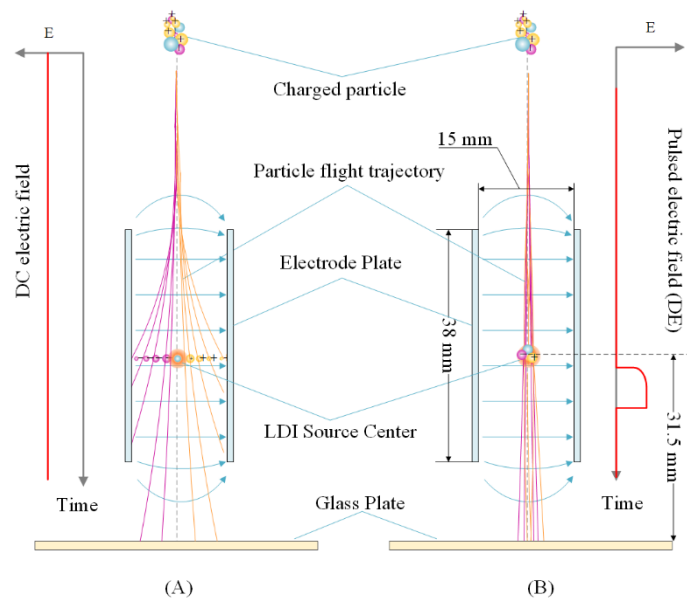 E
E
Charged particle
15 mm
Particle flight trajectory
DC electric field
Electrode Plate
Pulsed electric field (DE)
38 mm
LDI Source Center
31.5 mm
Time
Time
Glass Plate
(A)
(B)